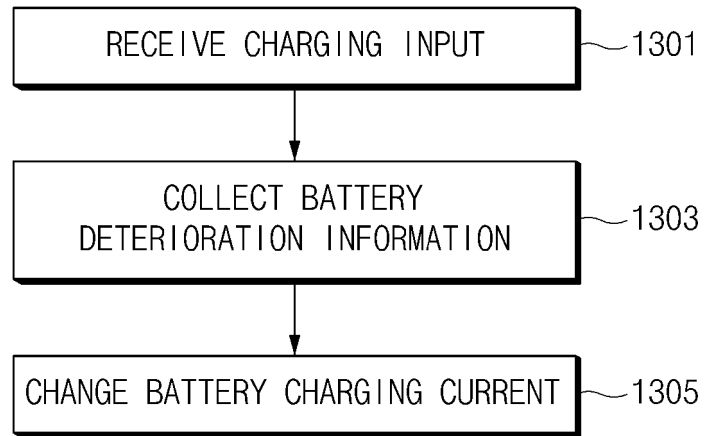 RECEIVE CHARGING INPUT
1301
COLLECT BATTERY
DETERIORATION INFORMATION
1303
CHANGE BATTERY CHARGING CURRENT
1305